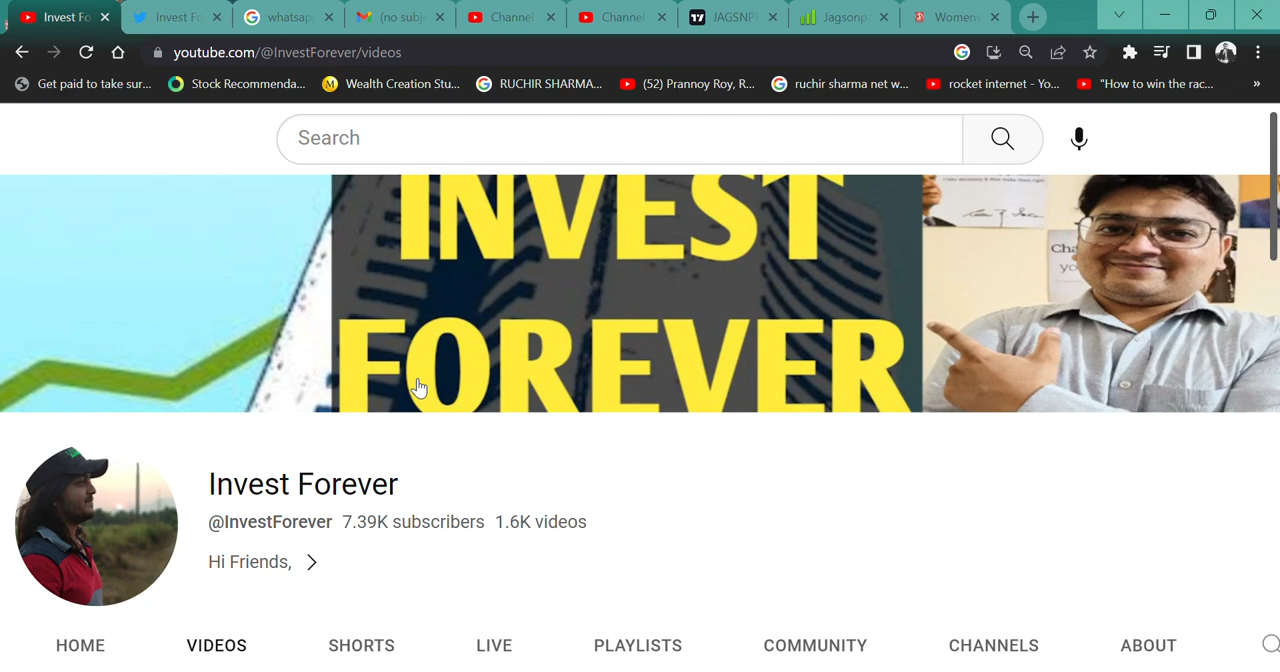 Invest Fo
Invest Fo
whatsap
(no subj
Channel
Channel
JAGSNP
Jagsonp
Womens
youtube.com/@InvestForever/videos
Get paid to take sur...
Stock Recommenda...
Wealth Creation Stu...
RUCHIR SHARMA...
(52) Prannoy Roy, R...
ruchir sharma net w...
rocket internet - Yo...
"How to win the rac...
»
Search
INVEST
FOREVER
Invest Forever
@InvestForever 7.39K subscribers 1.6K videos
Hi Friends,
HOME VIDEOS SHORTS LIVE PLAYLISTS COMMUNITY CHANNELS ABOUT